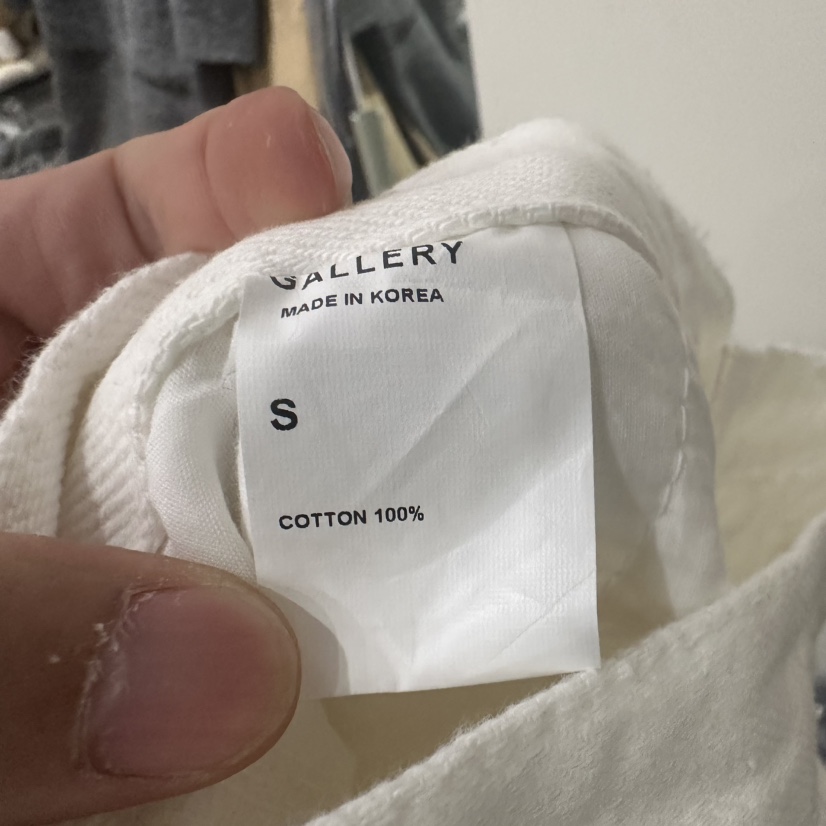 GALLERY
MADE IN KOREA
S
COTTON 100%